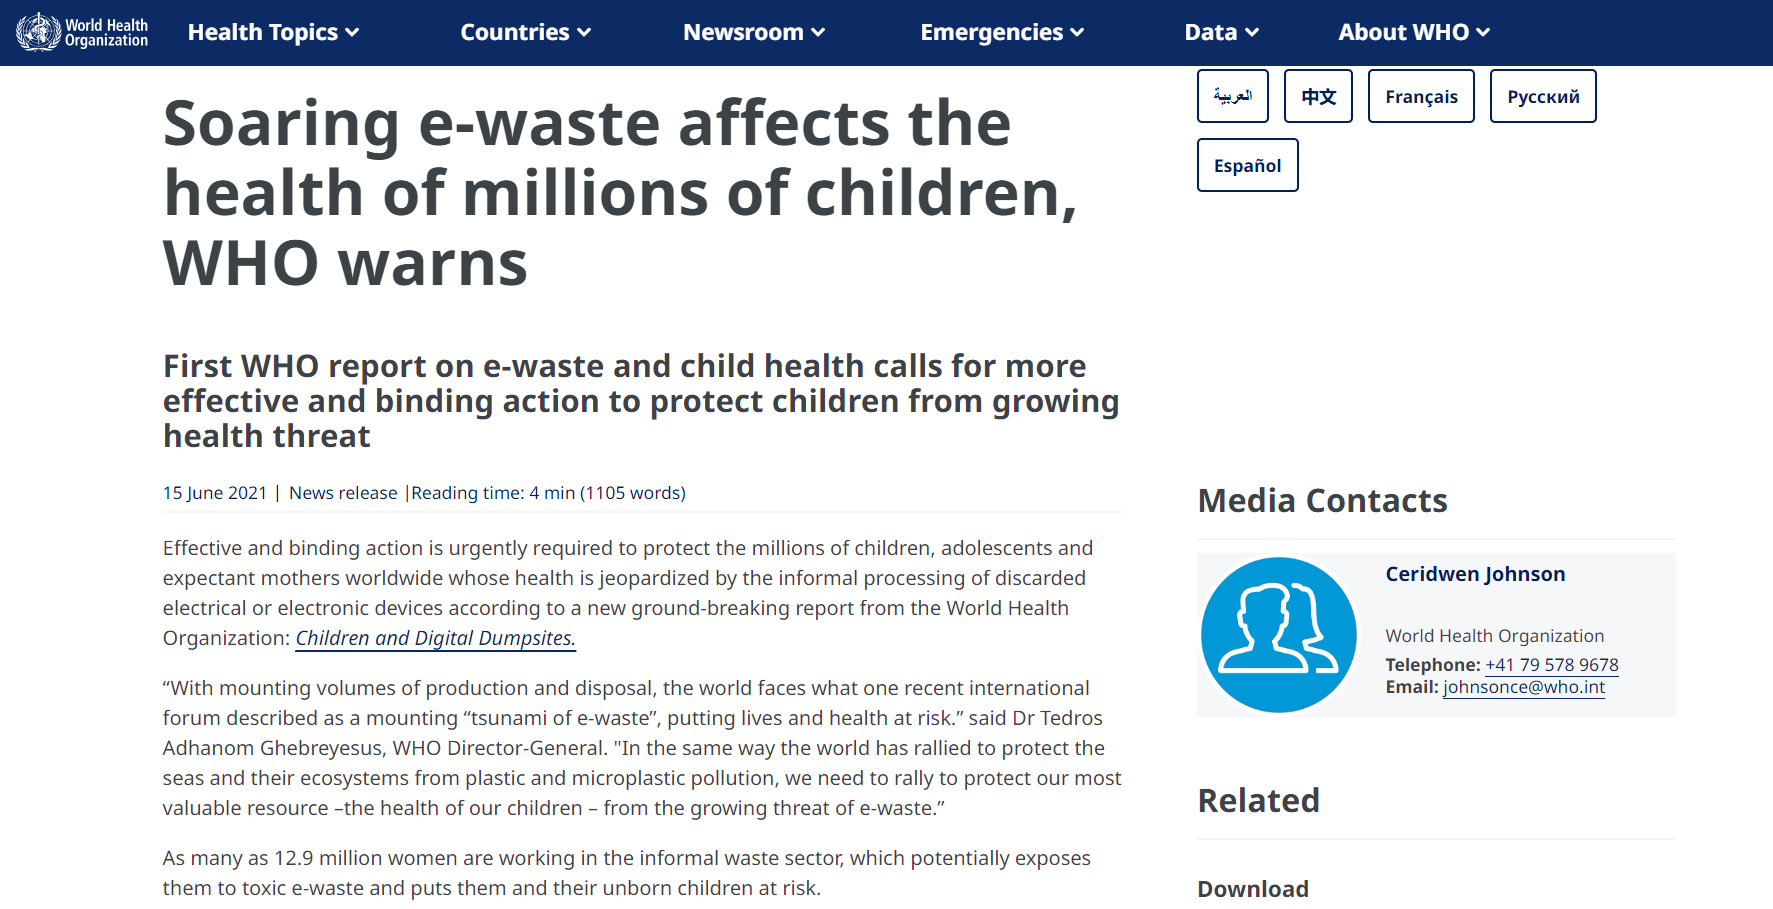 World Health
Organization
Health Topics
Countries
Newsroom
Emergencies
Data
About WHO
العربية
中文
Français
Русский
Español
Soaring e-waste affects the
health of millions of children,
WHO warns
First WHO report on e-waste and child health calls for more
effective and binding action to protect children from growing
health threat
15 June 2021 | News release |Reading time: 4 min (1105 words)
Effective and binding action is urgently required to protect the millions of children, adolescents and
expectant mothers worldwide whose health is jeopardized by the informal processing of discarded
electrical or electronic devices according to a new ground-breaking report from the World Health
Organization: Children and Digital Dumpsites.
“With mounting volumes of production and disposal, the world faces what one recent international
forum described as a mounting “tsunami of e-waste”, putting lives and health at risk.” said Dr Tedros
Adhanom Ghebreyesus, WHO Director-General. "In the same way the world has rallied to protect the
seas and their ecosystems from plastic and microplastic pollution, we need to rally to protect our most
valuable resource –the health of our children – from the growing threat of e-waste.”
As many as 12.9 million women are working in the informal waste sector, which potentially exposes
them to toxic e-waste and puts them and their unborn children at risk.
Media Contacts
Ceridwen Johnson
World Health Organization
Telephone: +41 79 578 9678
Email: johnsonce@who.int
Related
Download